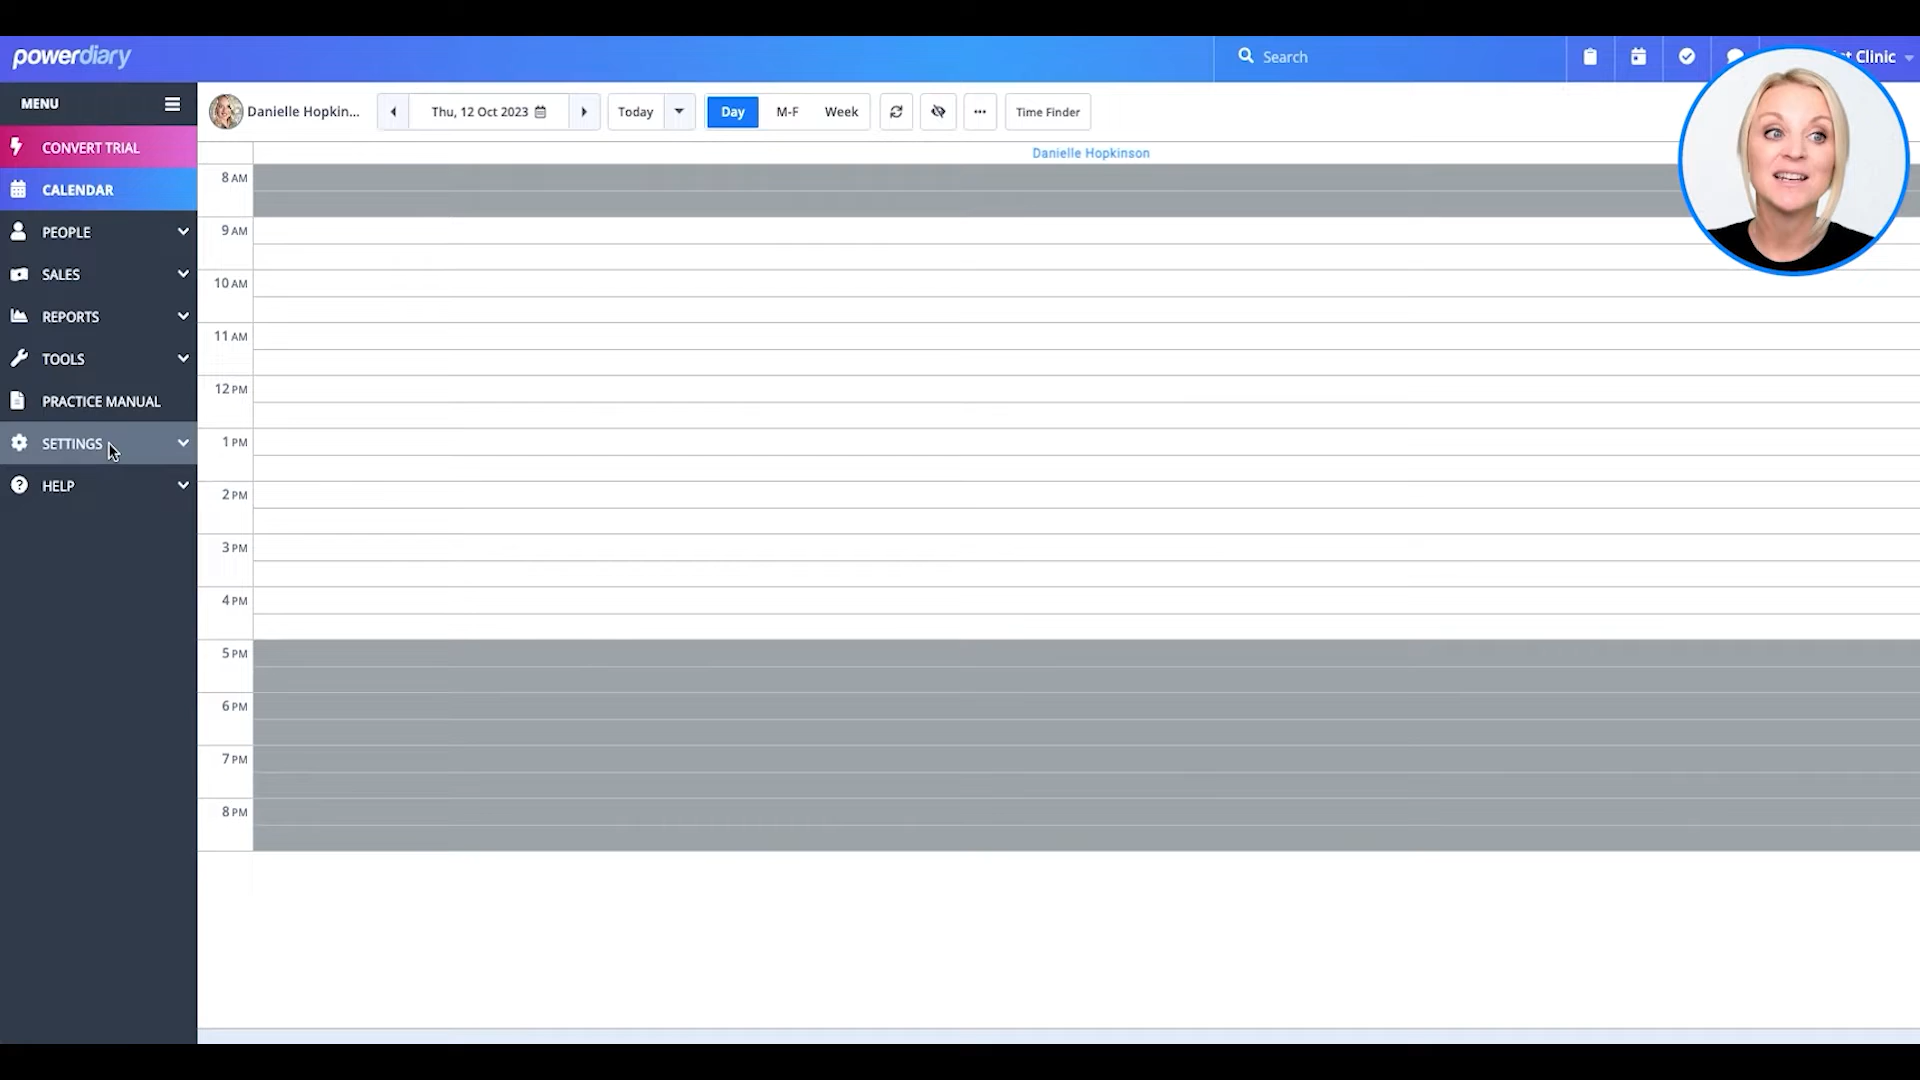 powerdiary
Search
Clinic
MENU
Danielle Hopkin...
Thu, 12 Oct 2023
Today
Day
M-F
Week
Time Finder
CONVERT TRIAL
CALENDAR
PEOPLE
SALES
REPORTS
TOOLS
PRACTICE MANUAL
SETTINGS
HELP
Danielle Hopkinson
8 AM
9 AM
10 AM
11 AM
12 PM
1 PM
2 PM
3 PM
4 PM
5 PM
6 PM
7 PM
8 PM